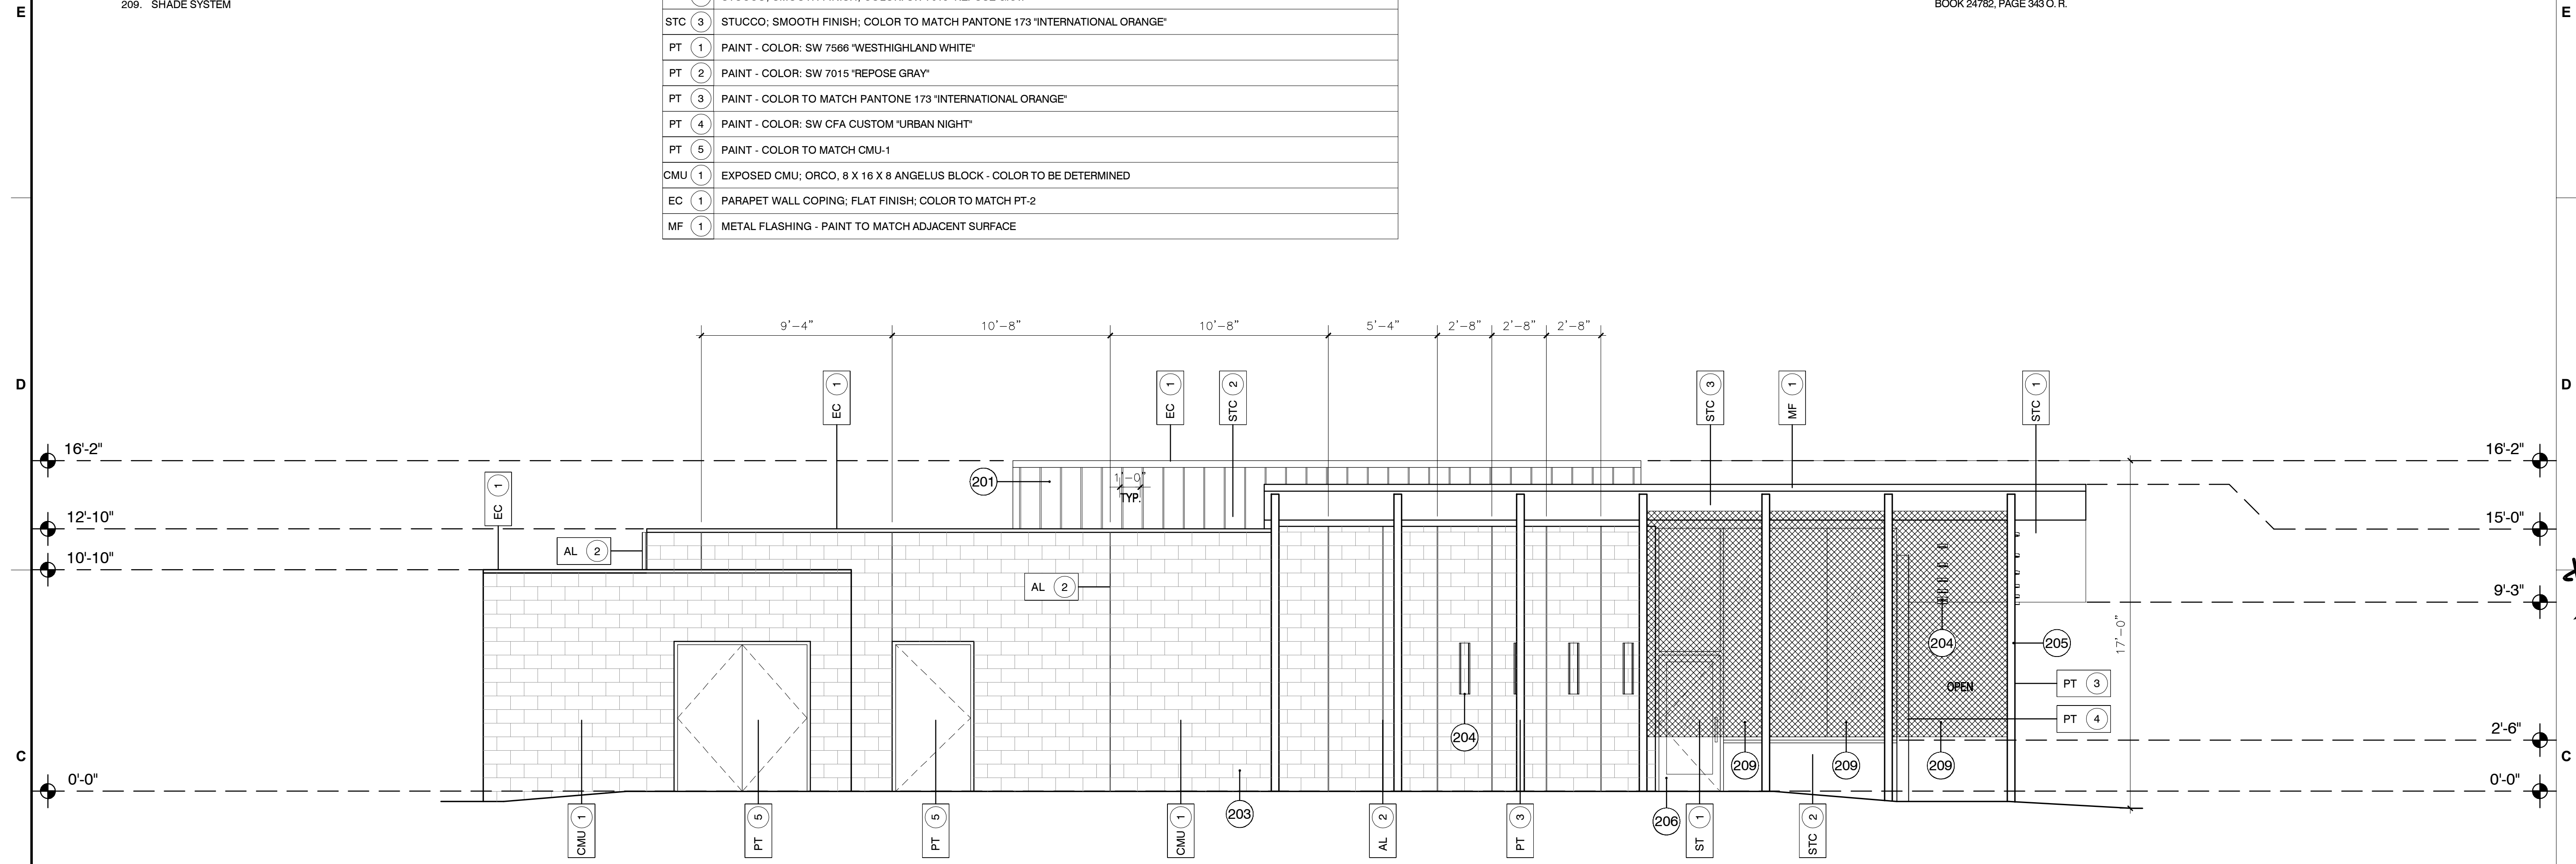 E
209. SHADE SYSTEM
BOOK 24782, PAGE 343 O. R.
E
STC 3 STUCCO; SMOOTH FINISH; COLOR TO MATCH PANTONE 173 "INTERNATIONAL ORANGE"
PT 1 PAINT - COLOR: SW 7566 "WESTHIGHLAND WHITE"
PT 2 PAINT - COLOR: SW 7015 "REPOSE GRAY"
PT 3 PAINT - COLOR TO MATCH PANTONE 173 "INTERNATIONAL ORANGE"
PT 4 PAINT - COLOR: SW CFA CUSTOM "URBAN NIGHT"
PT 5 PAINT - COLOR TO MATCH CMU-1
CMU 1 EXPOSED CMU; ORCO, 8 X 16 X 8 ANGELUS BLOCK - COLOR TO BE DETERMINED
EC 1 PARAPET WALL COPING; FLAT FINISH; COLOR TO MATCH PT-2
MF 1 METAL FLASHING - PAINT TO MATCH ADJACENT SURFACE
9'-4" 10'-8" 10'-8" 5'-4" 2'-8" 2'-8" 2'-8"
D
EC 1
EC 1
STC 2
STC 3
MF 1
STC 1
D
16'-2"
16'-2"
EC 1
201
1'-0"
TYP.
12'-10"
15'-0"
AL 2
10'-10"
AL 2
9'-3"
204
205
17'-0"
PT 3
OPEN
PT 4
204
2'-6"
C
209
209
209
C
0'-0"
0'-0"
CMU 1
PT 5
PT 5
CMU 1
203
AL 2
PT 3
206
ST 1
STC 2